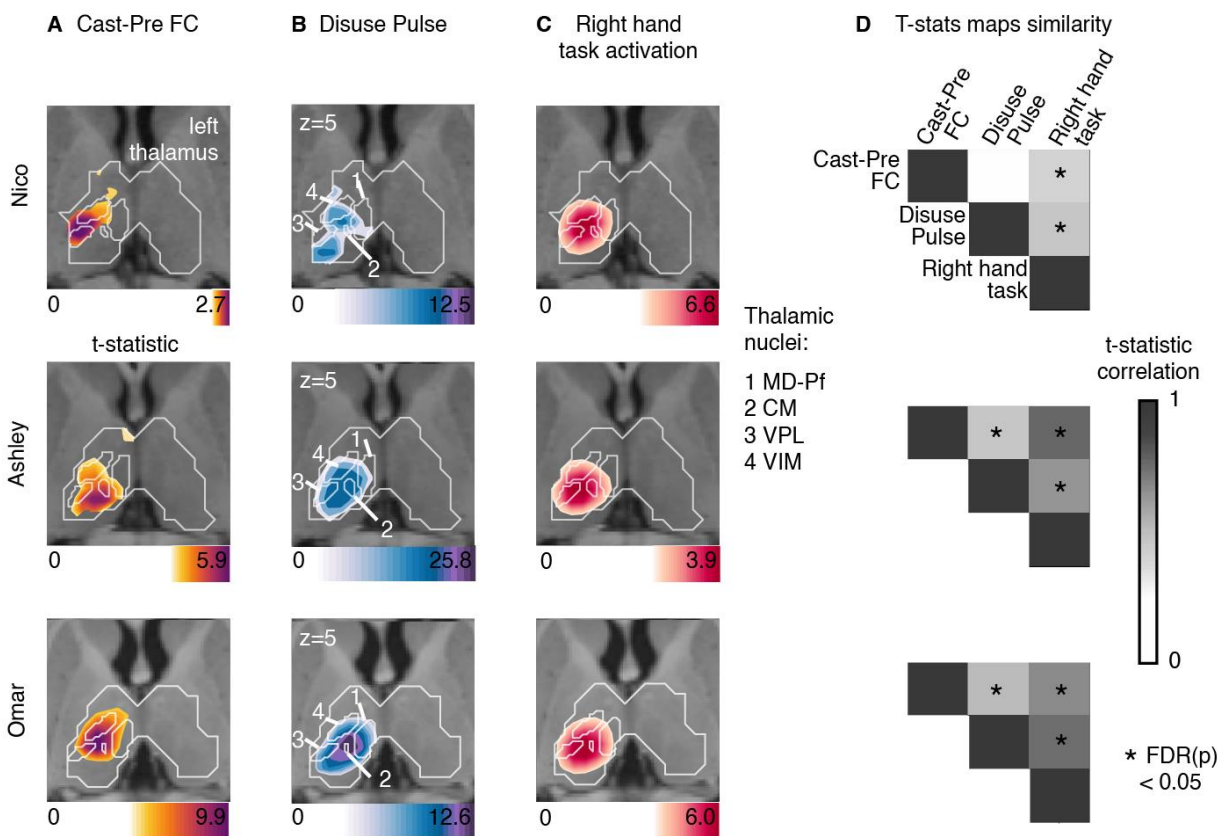 A Cast-Pre FC
B Disuse Pulse
C Right hand
task activation
D T-stats maps similarity
Nico
left
thalamus
0 2.7
t-statistic
z=5
1
4
3
2
0 12.5
0 6.6
Thalamic
nuclei:
1 MD-Pf
2 CM
3 VPL
4 VIM
Cast-Pre
FC
Disuse
Pulse
Right hand
task
Cast-Pre
FC
*
Disuse
Pulse
*
Right hand
task
Ashley
0 5.9
z=5
1
4
3
2
0 25.8
0 3.9
* *
*
t-statistic
correlation
1
0
Omar
0 9.9
z=5
1
4
3
2
0 12.6
0 6.0
* *
*
* FDR(p)
< 0.05